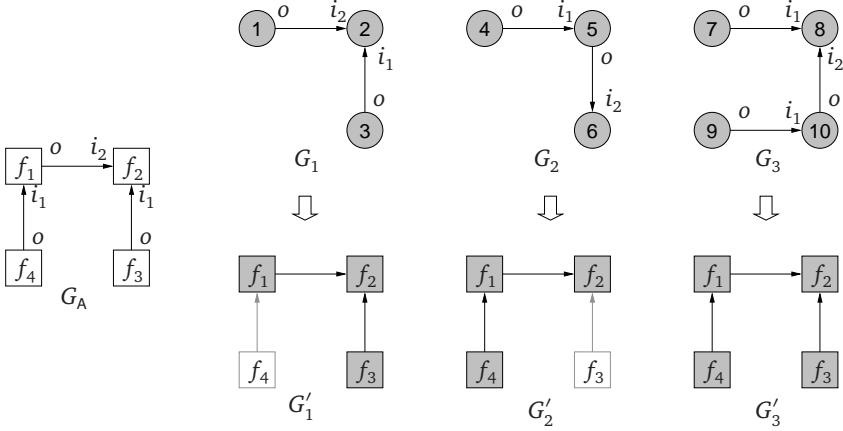 o i₂ o i₁ o i₁
1 2 4 5 7 8
i₁ o i₂
o i₂ o i₁ o
3 6 9 10
o i₂ G₁ G₂ G₃
f₁ f₂
i₁ i₁
o o f₁ f₂ f₁ f₂ f₁ f₂
f₄ f₃
G_A
f₄ f₃ f₄ f₃ f₄ f₃
G′₁ G′₂ G′₃